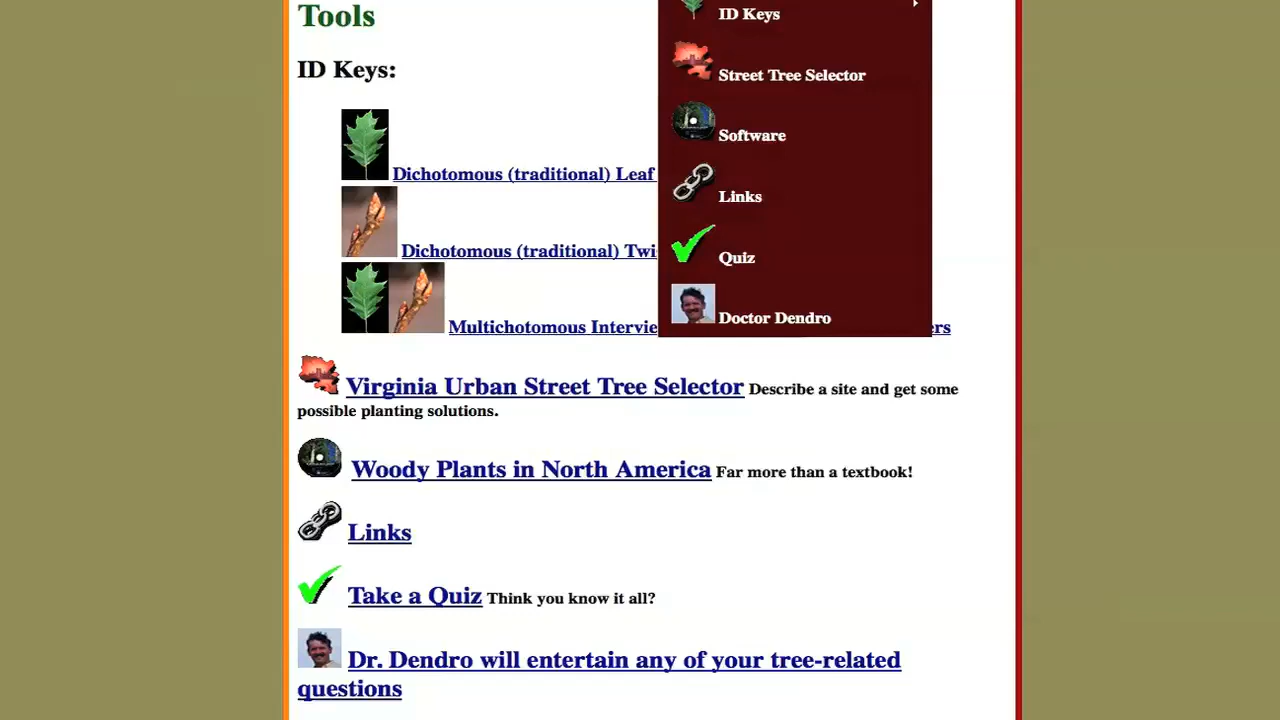 Tools
ID Keys:
Dichotomous (traditional) Leaf
Dichotomous (traditional)
Multichotomous
ID Keys
Street Tree Selector
Software
Links
Quiz
Doctor Dendro
Virginia Urban Street Tree Selector Describe a site and get some
possible planting solutions.
Woody Plants in North America Far more than a textbook!
Links
Take a Quiz Think you know it all?
Dr. Dendro will entertain any of your tree-related
questions